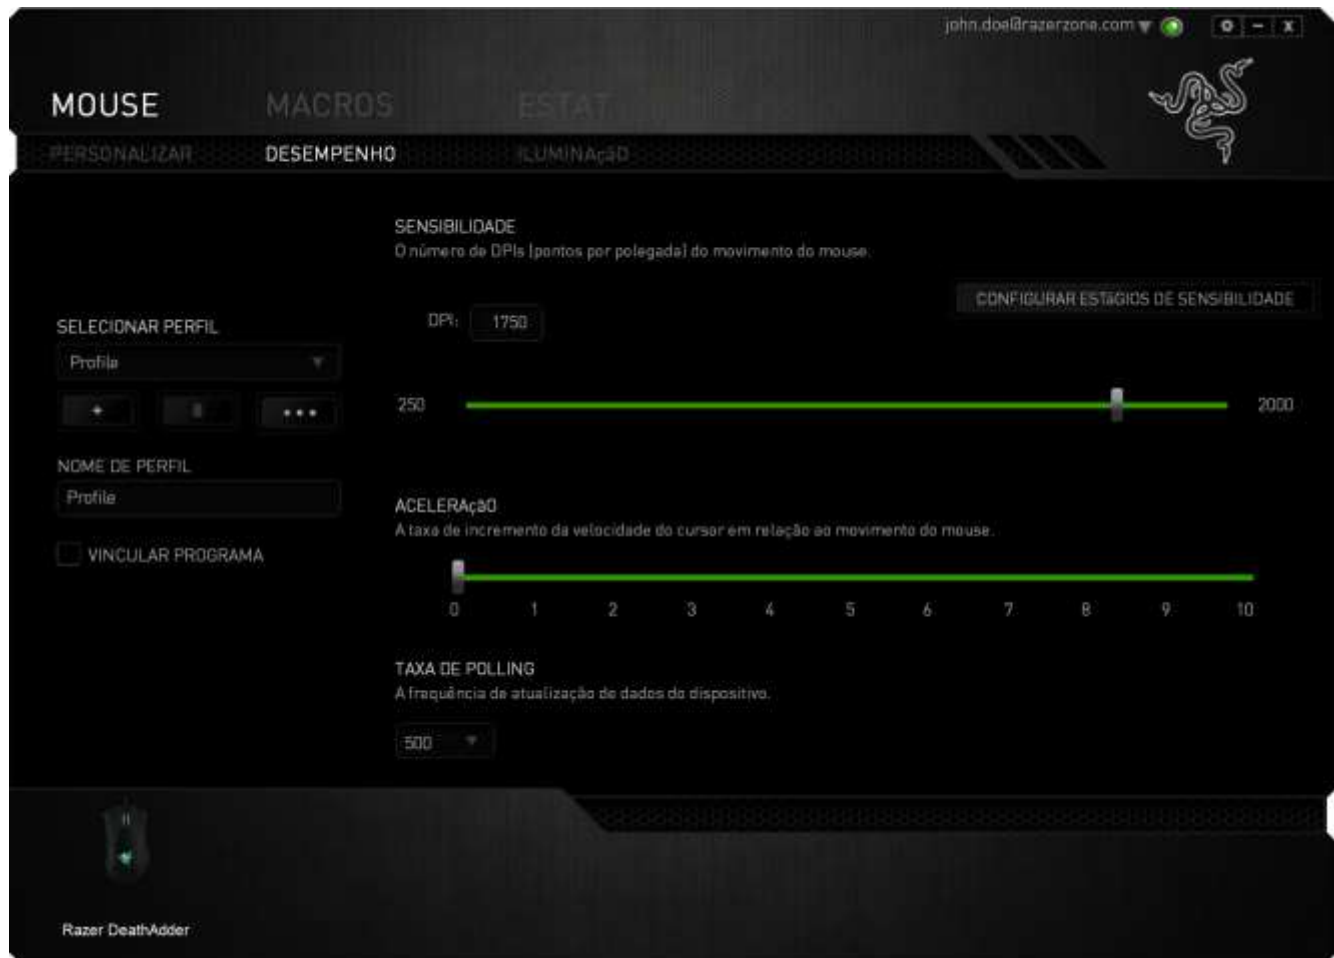 john.doe@razerzone.com
MOUSE
MACROS
ESTAT
PERSONALIZAR
DESEMPENHO
ILUMINAçãO
SENSIBILIDADE
O número de DPIs (pontos por polegada) do movimento do mouse.
CONFIGURAR ESTáGIOS DE SENSIBILIDADE
SELECIONAR PERFIL
DPI: 1750
Profile
250
2000
NOME DE PERFIL
Profile
ACELERAçãO
A taxa de incremento da velocidade do cursor em relação ao movimento do mouse.
VINCULAR PROGRAMA
0 1 2 3 4 5 6 7 8 9 10
TAXA DE POLLING
A frequência de atualização de dados do dispositivo.
500
Razer DeathAdder